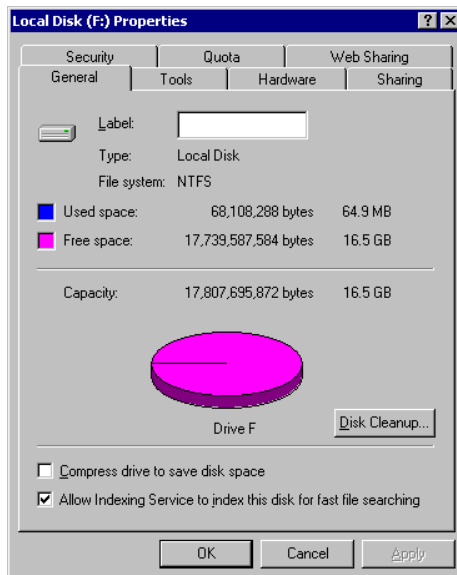 Local Disk (F:) Properties
Security Quota Web Sharing
General Tools Hardware Sharing
Label:
Type: Local Disk
File system: NTFS
Used space: 68,108,288 bytes 64.9 MB
Free space: 17,739,587,584 bytes 16.5 GB
Capacity: 17,807,695,872 bytes 16.5 GB
Drive F
Disk Cleanup...
Compress drive to save disk space
Allow Indexing Service to index this disk for fast file searching
OK Cancel Apply